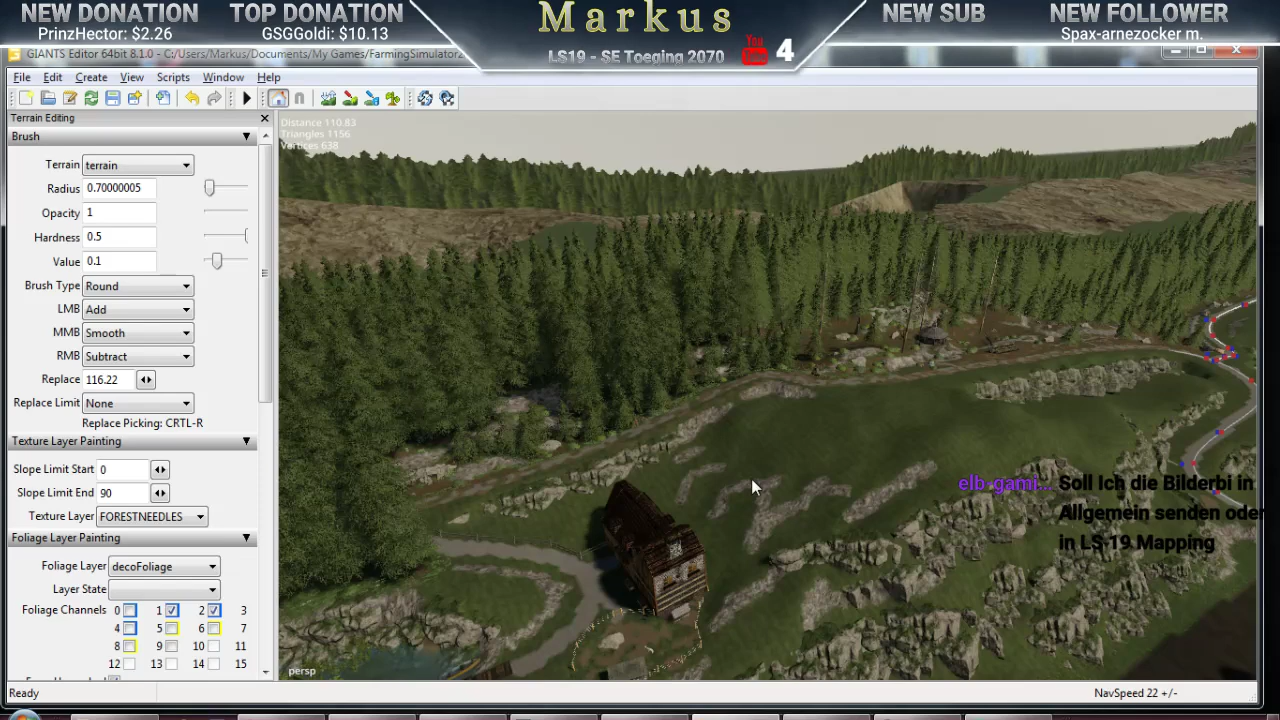 NEW DONATION
PrinzHector: $2.26
TOP DONATION
GSGGoldi: $10.13
Markus
LS19 - SE Toeging 2070
You
4
NEW SUB
NEW FOLLOWER
Spax-arnezocker m.
GIANTS Editor 64bit 8.1.0 - C:/Users/Markus/Documents/My Games/FarmingSimulator2
File Edit Create View Scripts Window Help
Terrain Editing
Brush
Terrain terrain
Radius 0.70000005
Opacity 1
Hardness 0.5
Value 0.1
Brush Type Round
LMB Add
MMB Smooth
RMB Subtract
Replace 116.22
Replace Limit None
Replace Picking: CRTL-R
Texture Layer Painting
Slope Limit Start 0
Slope Limit End 90
Texture Layer FORESTNEEDLES
Foliage Layer Painting
Foliage Layer decoFoliage
Layer State
Foliage Channels 0 1 2 3
4 5 6 7
8 9 10 11
12 13 14 15
Distance 110.83
Triangles 1156
Vertices 638
elb-gami... Soll Ich die Bilderbi in
Allgemein senden oder
in LS-19 Mapping
persp
Ready
NavSpeed 22 +/-